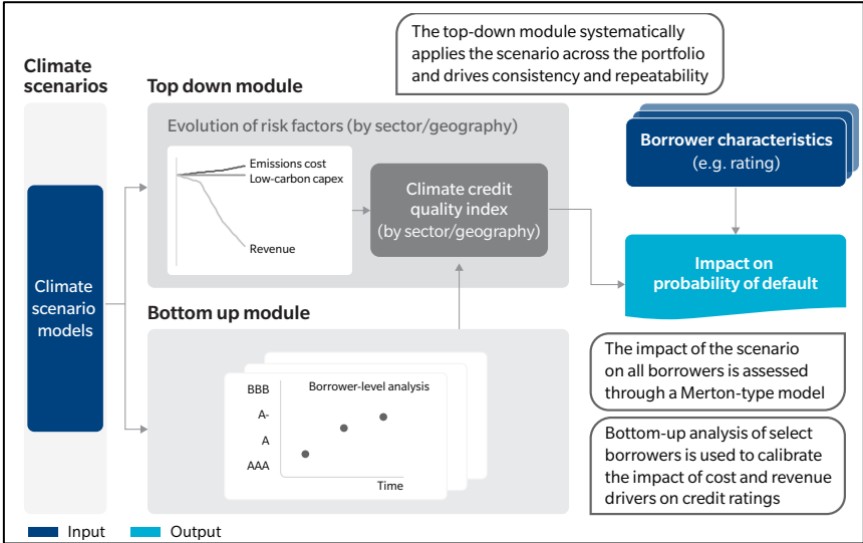 The top-down module systematically
applies the scenario across the portfolio
and drives consistency and repeatability
Climate
scenarios
Top down module
Evolution of risk factors (by sector/geography)
Emissions cost
Low-carbon capex
Revenue
Climate credit
quality index
(by sector/geography)
Borrower characteristics
(e.g. rating)
Impact on
probability of default
Climate
scenario
models
Bottom up module
Borrower-level analysis
BBB
A-
A
AAA
Time
The impact of the scenario
on all borrowers is assessed
through a Merton-type model
Bottom-up analysis of select
borrowers is used to calibrate
the impact of cost and revenue
drivers on credit ratings
Input
Output